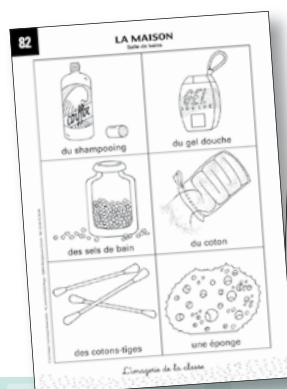 82
LA MAISON
Salle de bains
GEL
DOUCHE
du shampooing
du gel douche
des sels de bain
du coton
des cotons-tiges
une éponge
L'imagerie de la classe